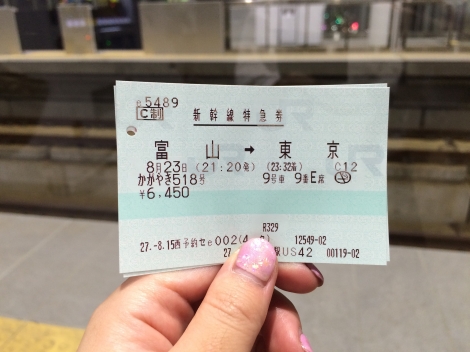 5489
C制
新幹線特急券
富山 → 東京
8月23日 (21:20発) (23:32着) C12
かがやき518号 9号車 9番E席
¥6,450
R329
27.-8.15西予約セe002(4- 12549-02
27. US42 00119-02